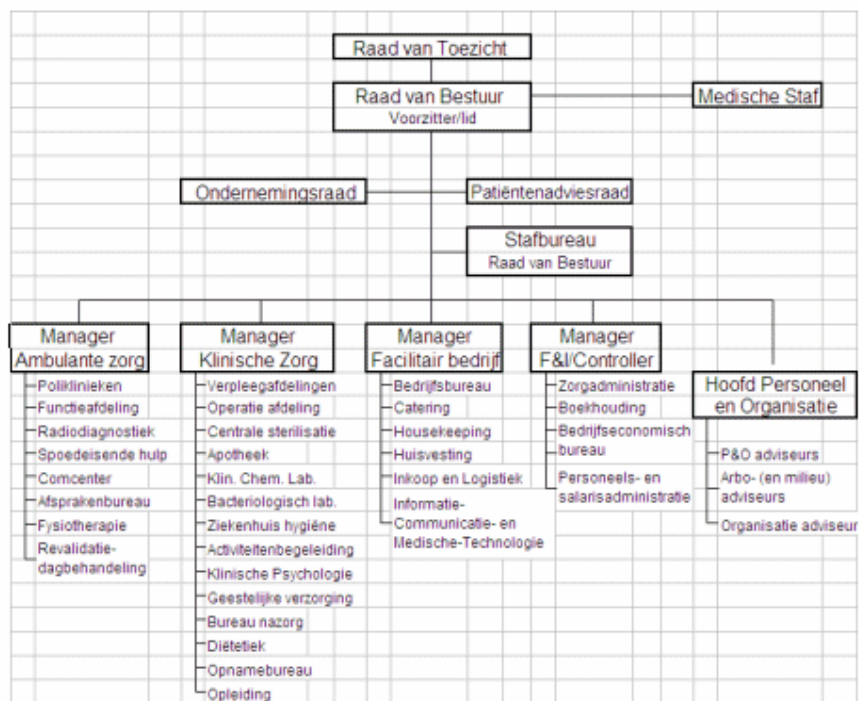 Raad van Toezicht
Raad van Bestuur
Voorzitter/lid
Medische Staf
Ondernemingsraad
Patiëntenadviesraad
Stafbureau
Raad van Bestuur
Manager
Ambulante zorg
Poliklinieken
Functieafdeling
Radiodiagnostiek
Spoedeisende hulp
Comcenter
Afsprakenbureau
Fysiotherapie
Revalidatie-
dagbehandeling
Manager
Klinische Zorg
Verpleegafdelingen
Operatie afdeling
Centrale sterilisatie
Apotheek
Klin. Chem. Lab.
Bacteriologisch lab.
Ziekenhuis hygiëne
Activiteitenbegeleiding
Klinische Psychologie
Geestelijke verzorging
Bureau nazorg
Diëtetiek
Opnamebureau
Opleiding
Manager
Facilitair bedrijf
Bedrijfsbureau
Catering
Housekeeping
Huisvesting
Inkoop en Logistiek
Informatie-
Communicatie- en
Medische-Technologie
Manager
F&I/Controller
Zorgadministratie
Boekhouding
Bedrijfseconomisch
bureau
Personeels- en
salarisadministratie
Hoofd Personeel
en Organisatie
P&O adviseurs
Arbo- (en milieu)
adviseurs
Organisatie adviseur